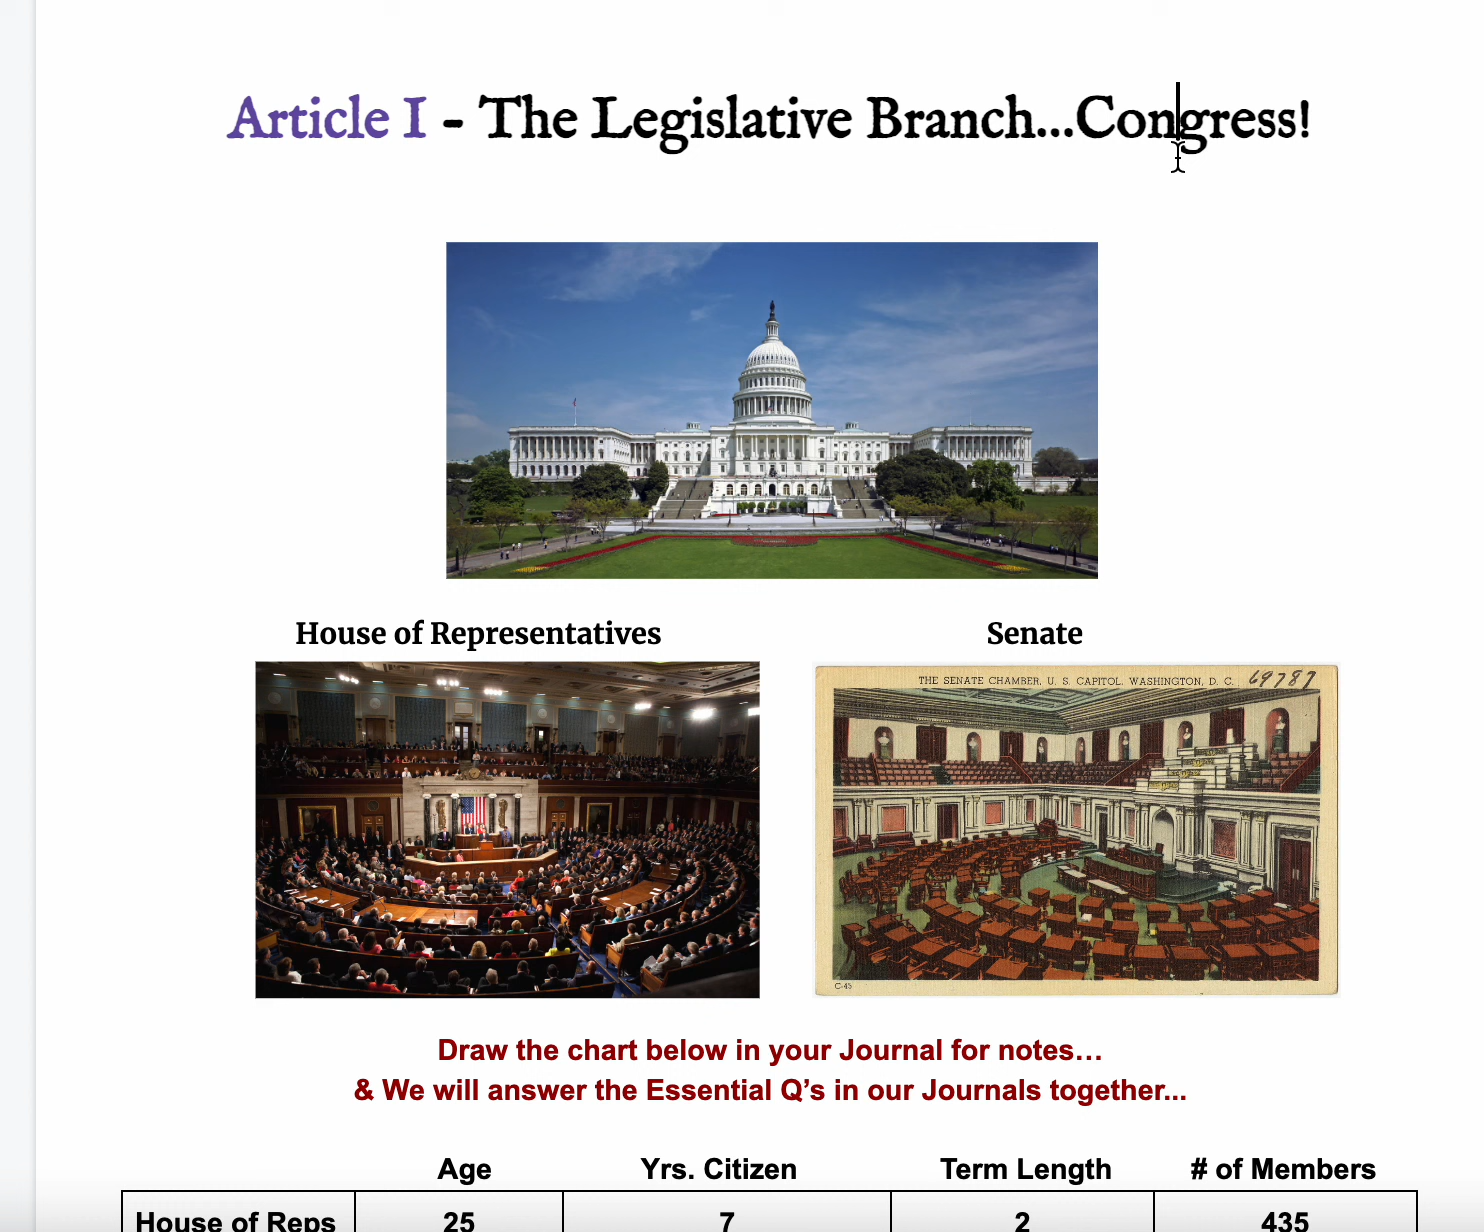 Article I - The Legislative Branch...Congress!
House of Representatives
Senate
THE SENATE CHAMBER, U. S. CAPITOL. WASHINGTON, D. C.
69787
C-45
Draw the chart below in your Journal for notes…
& We will answer the Essential Q’s in our Journals together...
Age Yrs. Citizen Term Length # of Members
House of Reps 25 7 2 435